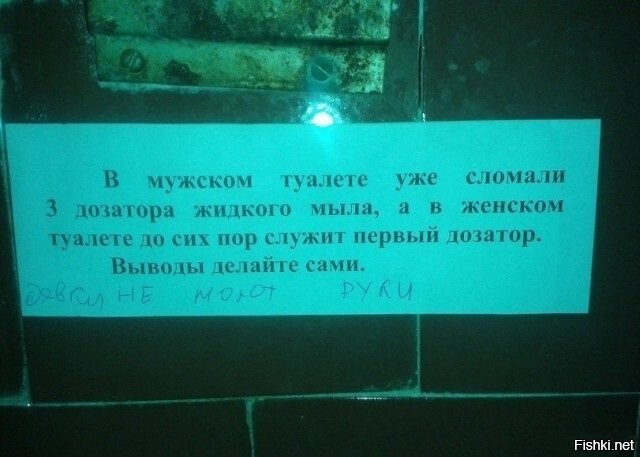 В мужском туалете уже сломали
3 дозатора жидкого мыла, а в женском
туалете до сих пор служит первый дозатор.
Выводы делайте сами.
НЕ МОЮТ РУКИ
Fishki.net